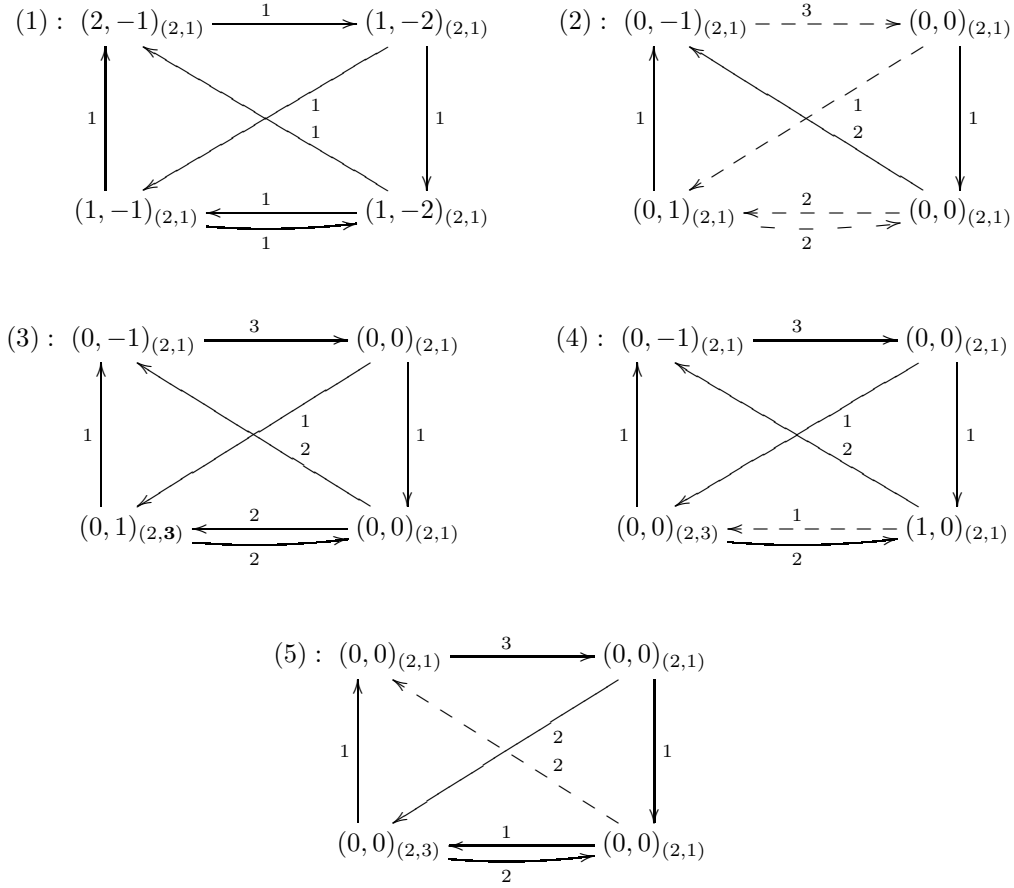 (1) : (2, −1)(2,1) 1 (1, −2)(2,1) (2) : (0, −1)(2,1) 3 (0, 0)(2,1)
1 1 1 1 1 1
1 2
(1, −1)(2,1) 1 (1, −2)(2,1) (0, 1)(2,1) 2 (0, 0)(2,1)
1 2
(3) : (0, −1)(2,1) 3 (0, 0)(2,1) (4) : (0, −1)(2,1) 3 (0, 0)(2,1)
1 1 1 1 1 1
2 2
(0, 1)(2,3) 2 (0, 0)(2,1) (0, 0)(2,3) 1 (1, 0)(2,1)
2 2
(5) : (0, 0)(2,1) 3 (0, 0)(2,1)
1 2 1
2
(0, 0)(2,3) 1 (0, 0)(2,1)
2